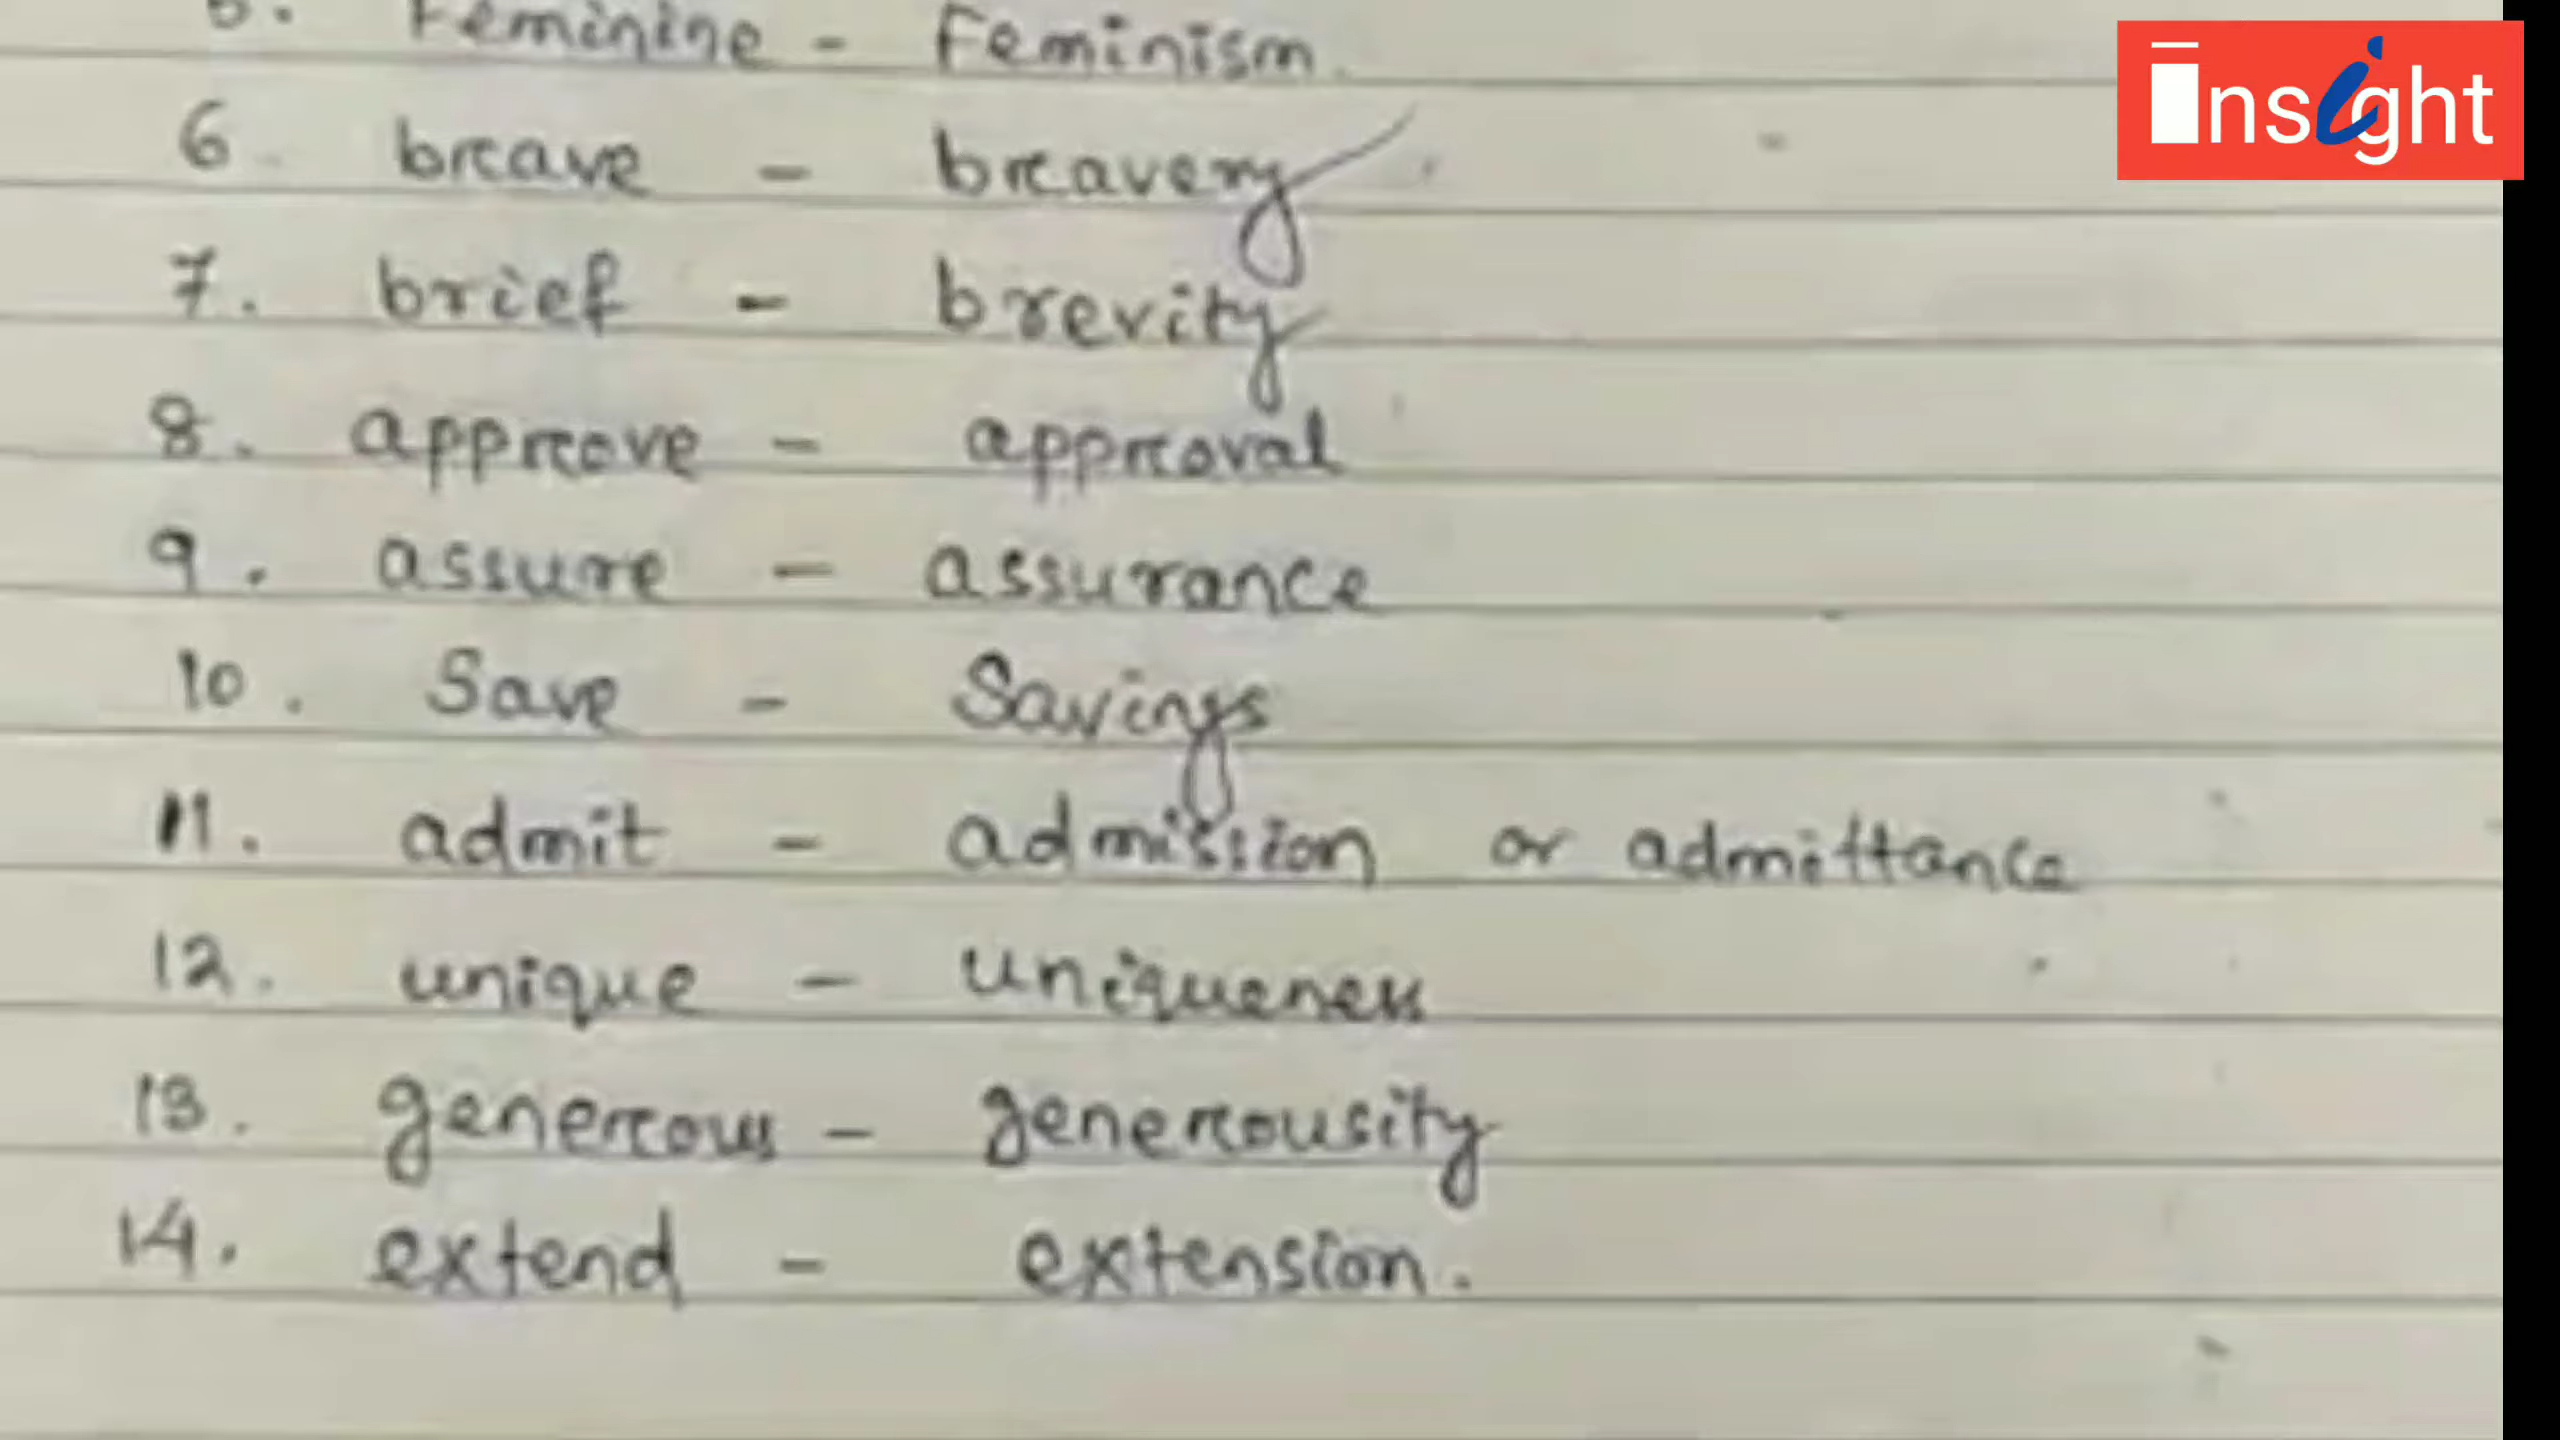 5. Feminine - Feminism.
Insight
6. brave - bravery
7. brief - brevity
8. approve - approval
9. assure - assurance
10. Save - Savings
11. admit - admission or admittance
12. unique - uniqueness
13. generous - generousity
14. extend - extension.